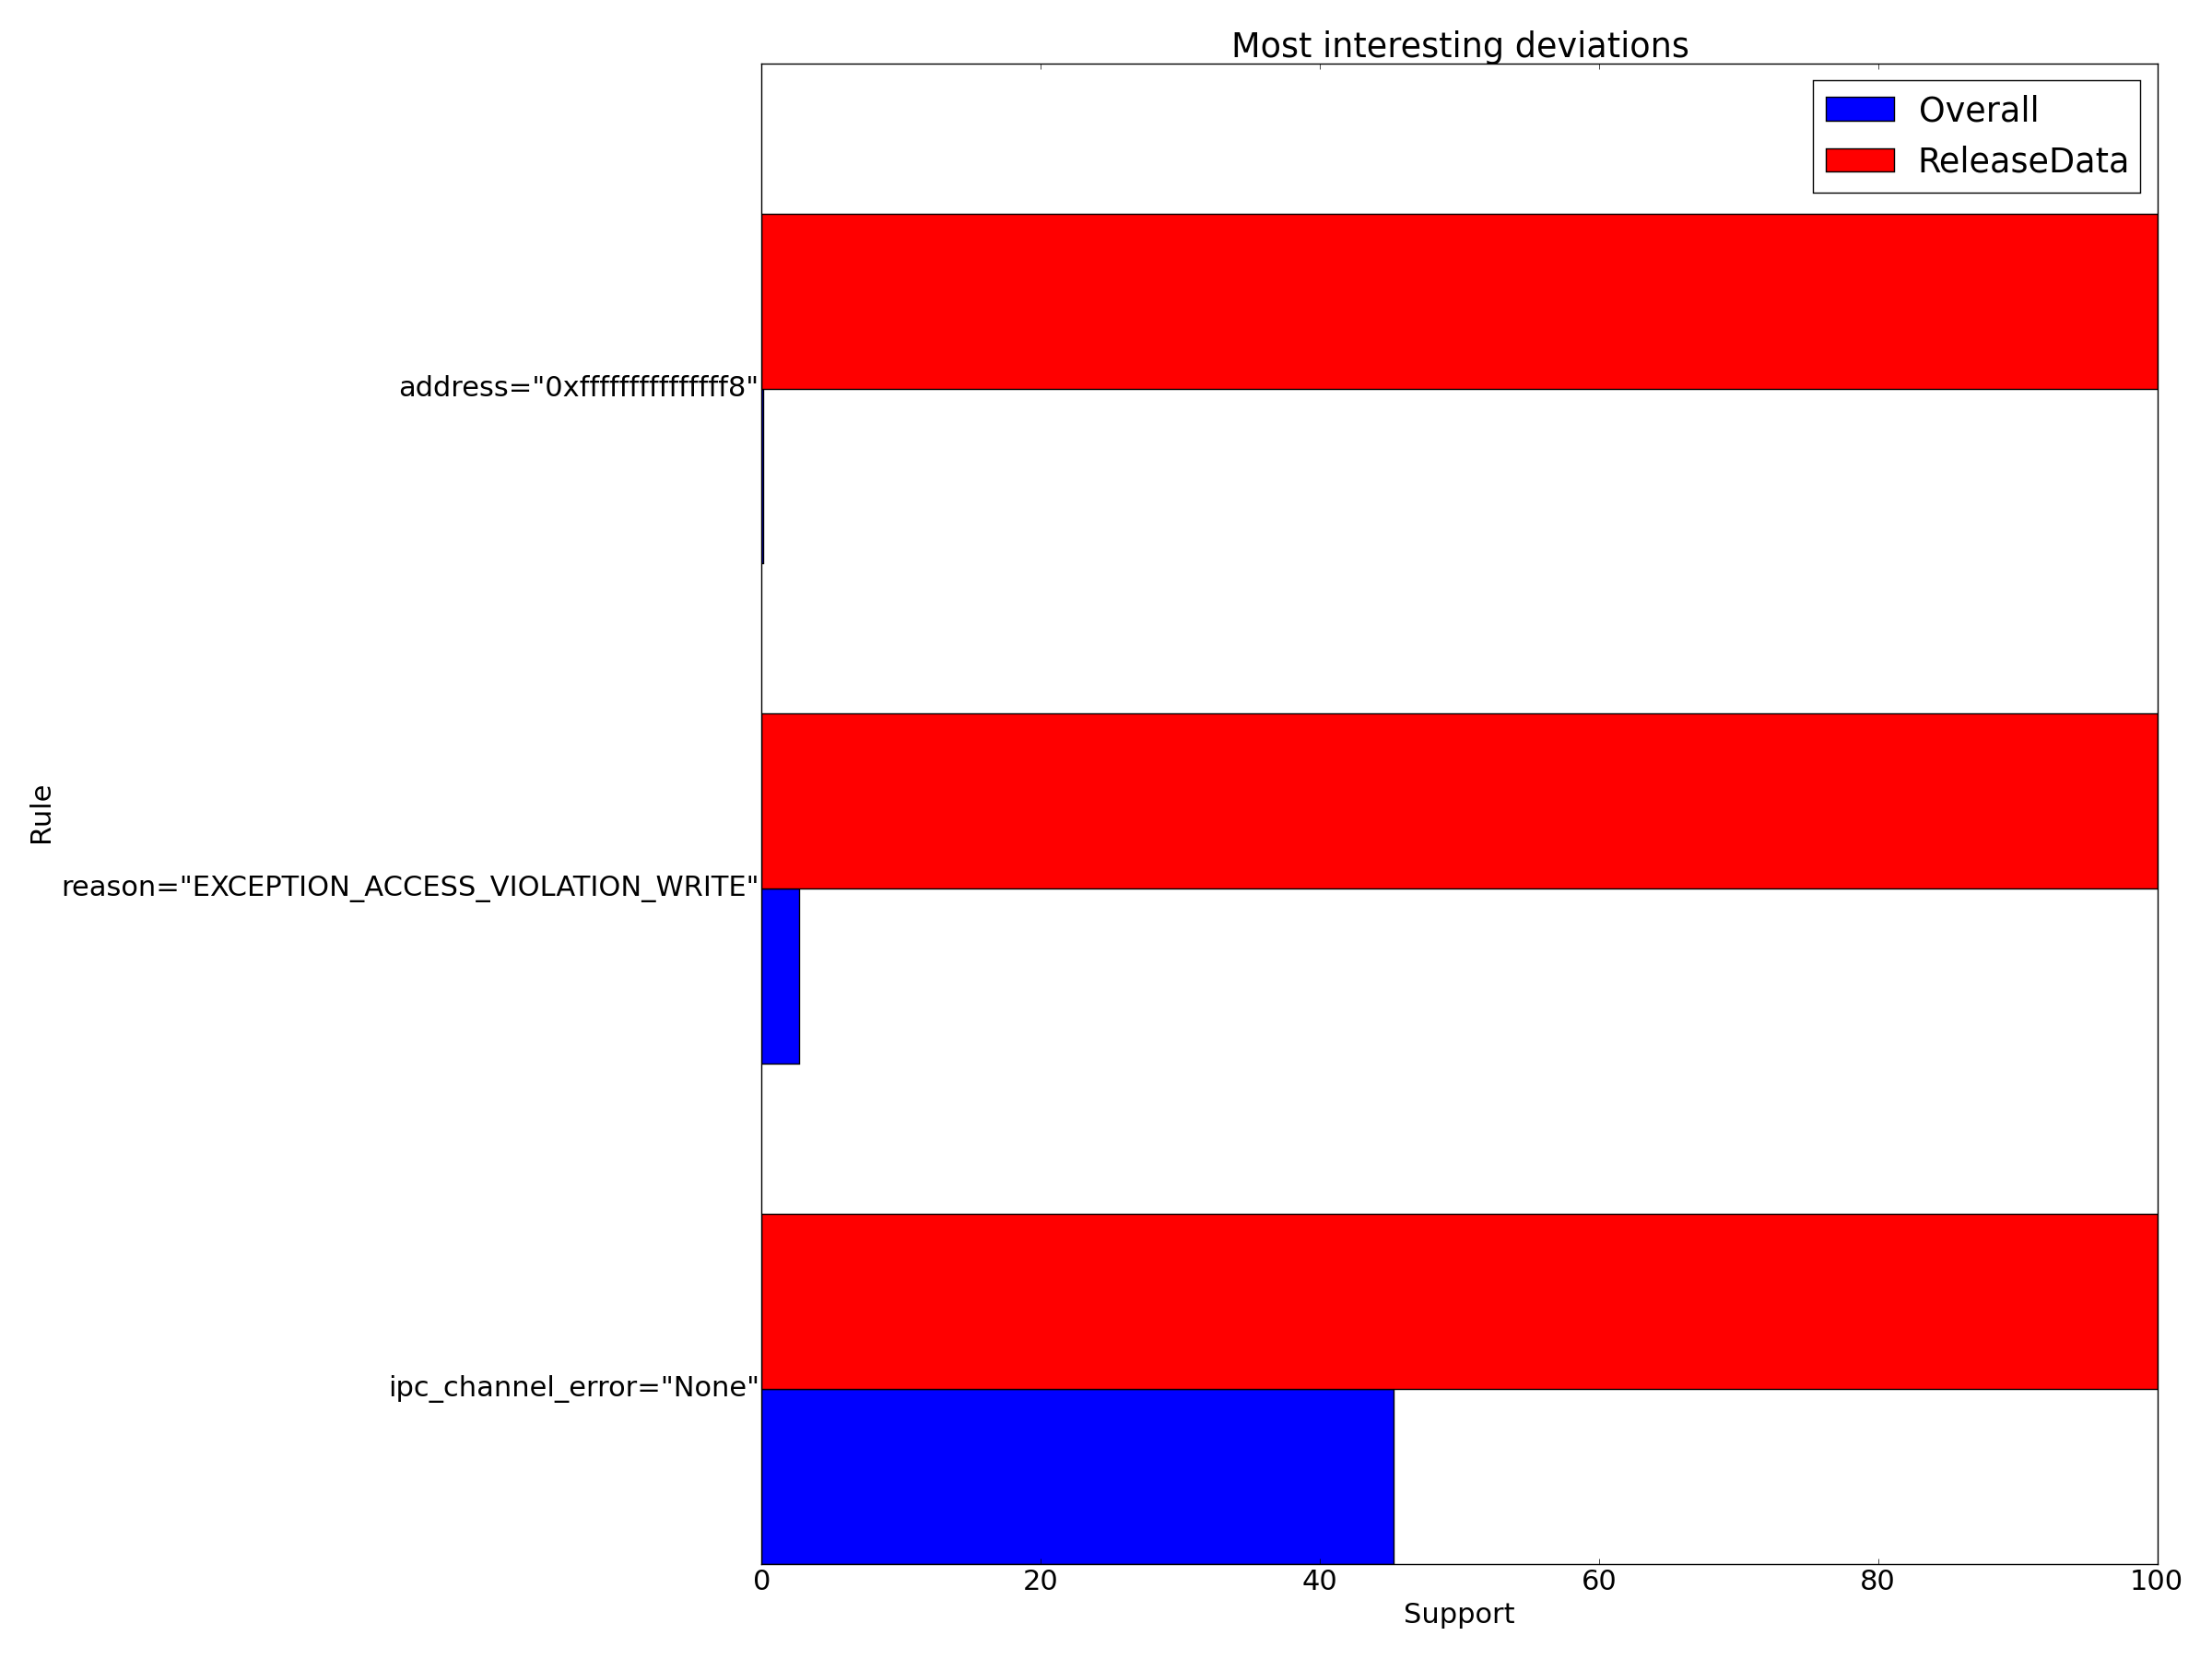 Most interesting deviations
Overall
ReleaseData
address="0xfffffffffffffff8"
Rule
reason="EXCEPTION_ACCESS_VIOLATION_WRITE"
ipc_channel_error="None"
0 20 40 60 80 100
Support